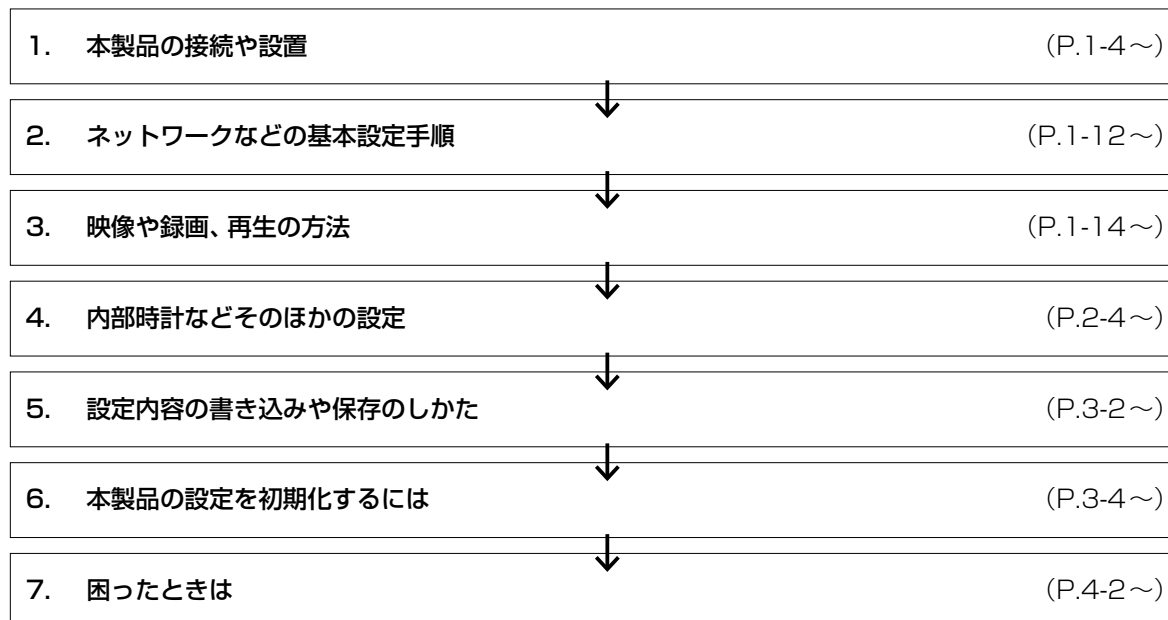 1. 本製品の接続や設置 （P.1-4～）
2. ネットワークなどの基本設定手順 （P.1-12～）
3. 映像や録画、再生の方法 （P.1-14～）
4. 内部時計などそのほかの設定 （P.2-4～）
5. 設定内容の書き込みや保存のしかた （P.3-2～）
6. 本製品の設定を初期化するには （P.3-4～）
7. 困ったときは （P.4-2～）